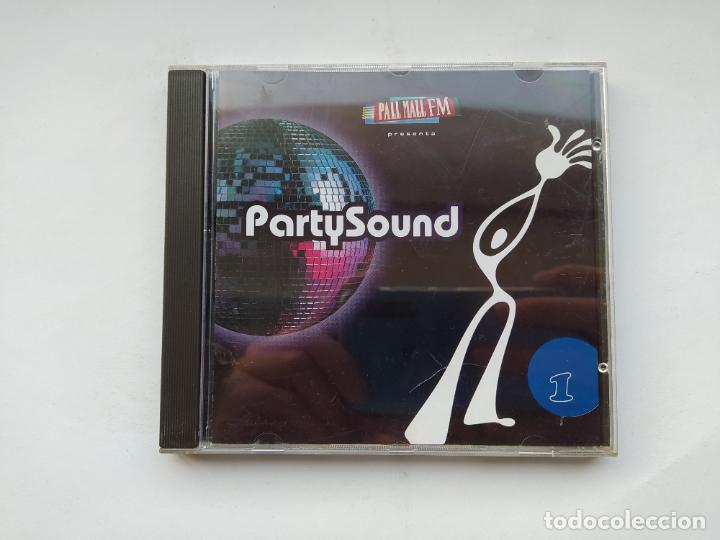 PALL MALL FM
presenta
PartySound
1
todocoleccion